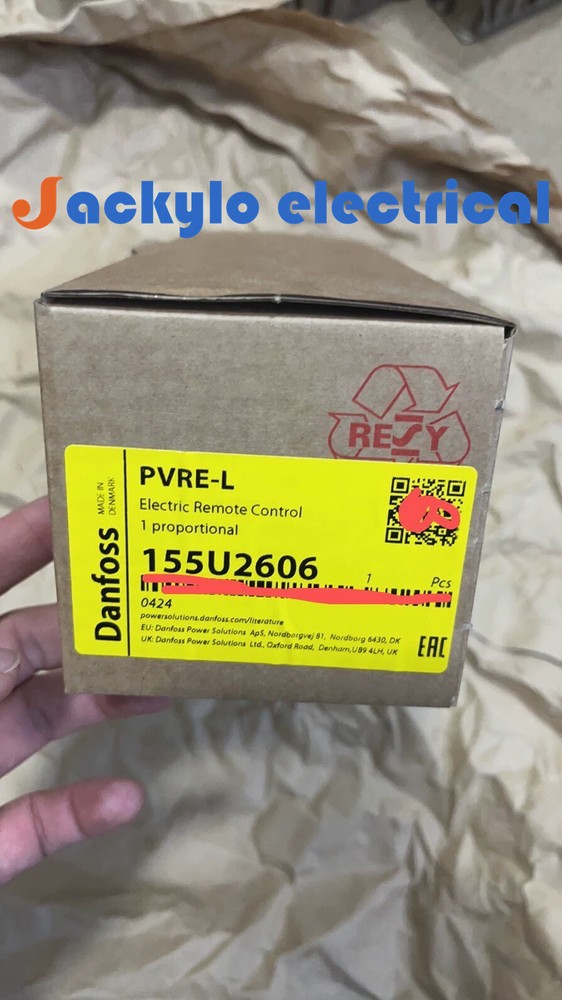 Jackylo electrical
RESY
Danfoss
MADE IN
DENMARK
PVRE-L
Electric Remote Control
1 proportional
155U2606
1 Pcs
0424
powersolutions.danfoss.com/literature
EU: Danfoss Power Solutions ApS, Nordborgvej 81, Nordborg 6430, DK
UK: Danfoss Power Solutions Ltd., Oxford Road, Denham,UB9 4LH, UK
EAC